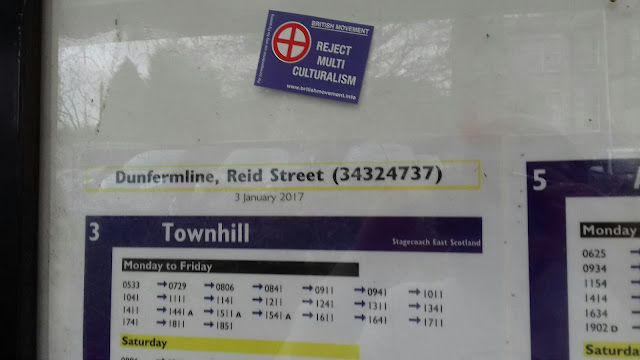 BRITISH MOVEMENT
REJECT
MULTI
CULTURALISM
www.britishmovement.info
Dunfermline, Reid Street (34324737)
3 January 2017
3 Townhill
Stagecoach East Scotland
Monday to Friday
0533 → 0729 → 0806 → 0841 → 0911 → 0941 → 1011
1041 → 1111 → 1141 → 1211 → 1241 → 1311 → 1341
1411 → 1441 A → 1511 A → 1541 A → 1611 → 1641 → 1711
1741 → 1811 → 1851
Saturday
5
Monday
0625
0934
1154
1414
1634
1902 D
Saturda